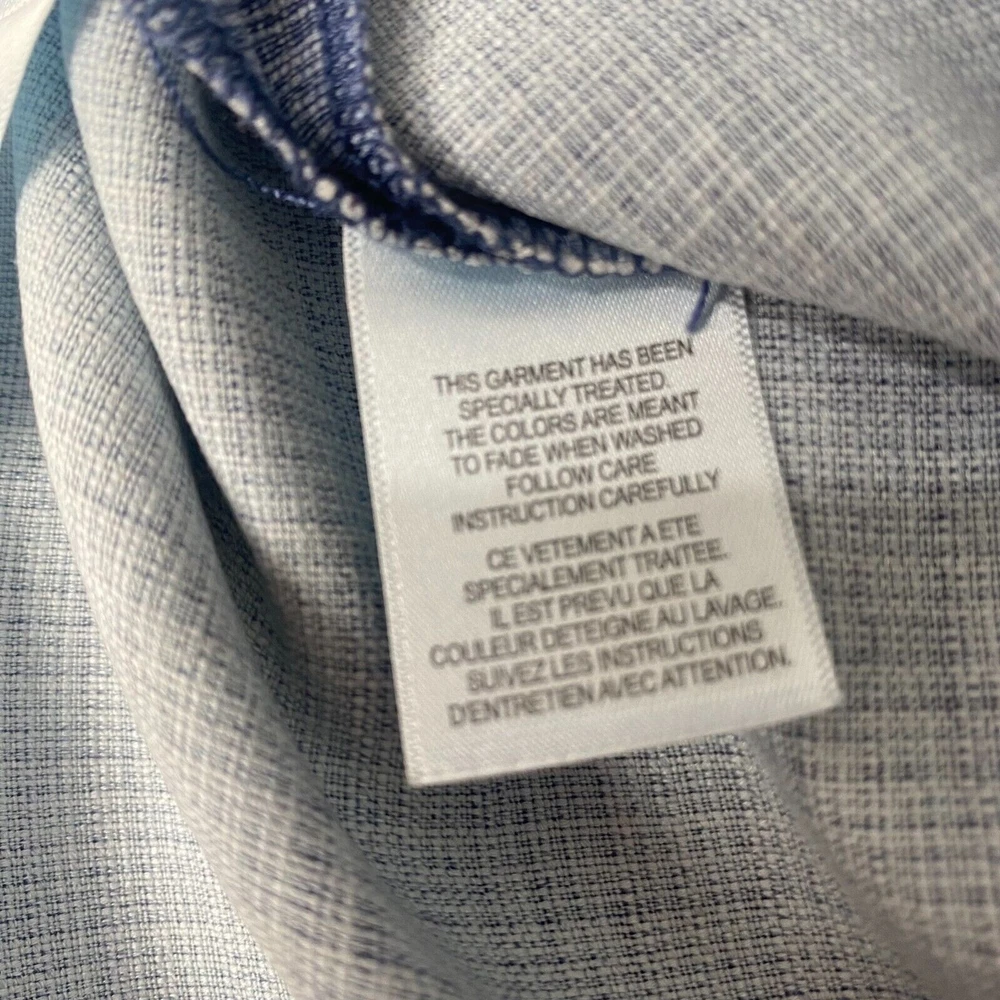 THIS GARMENT HAS BEEN
SPECIALLY TREATED.
THE COLORS ARE MEANT
TO FADE WHEN WASHED
FOLLOW CARE
INSTRUCTION CAREFULLY
CE VETEMENT A ETE
SPECIALEMENT TRAITEE.
IL EST PREVU QUE LA
COULEUR DETEIGNE AU LAVAGE.
SUIVEZ LES INSTRUCTIONS
D'ENTRETIEN AVEC ATTENTION.